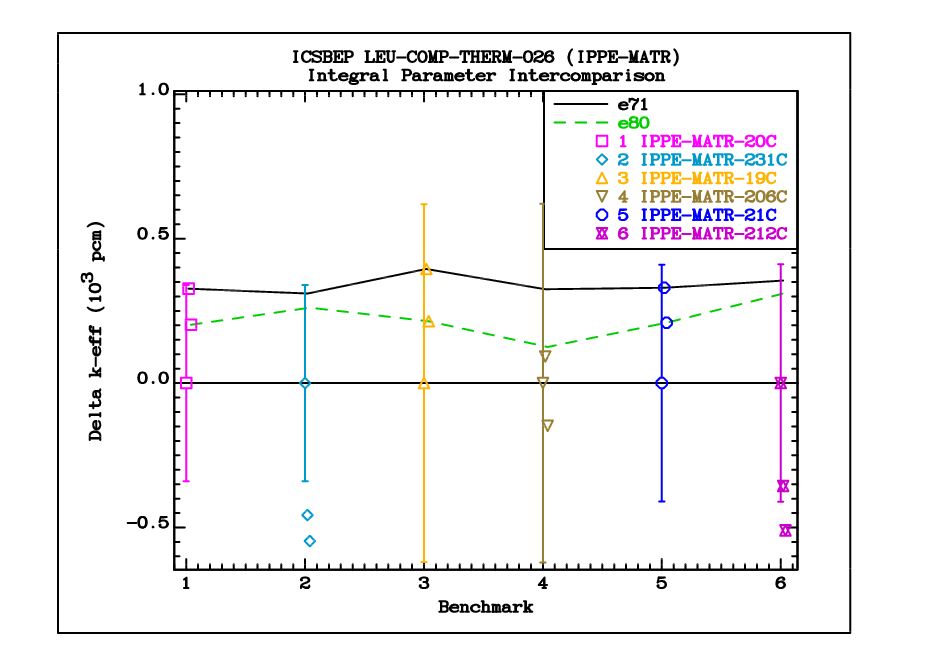 ICSBEP LEU-COMP-THERM-026 (IPPE-MATR)
Integral Parameter Intercomparison
1.0
0.5
0.0
-0.5
Delta k-eff (10³ pcm)
e71
e80
1 IPPE-MATR-20C
2 IPPE-MATR-231C
3 IPPE-MATR-19C
4 IPPE-MATR-206C
5 IPPE-MATR-21C
6 IPPE-MATR-212C
1 2 3 4 5 6
Benchmark